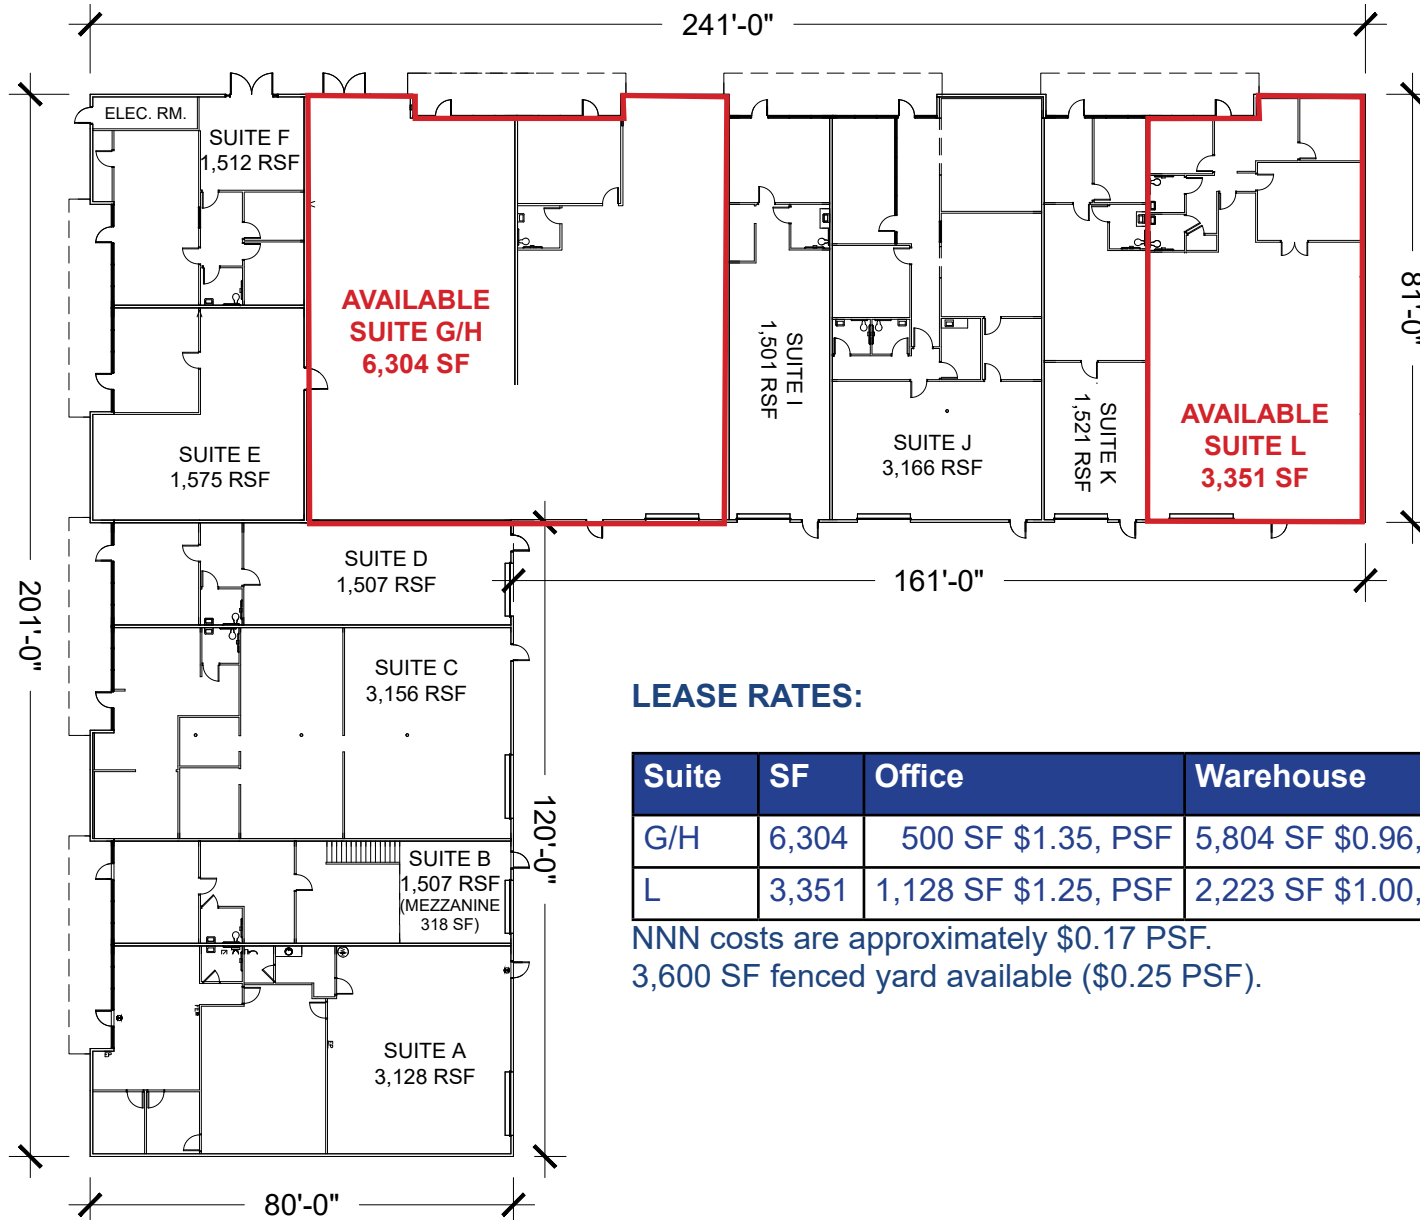 241'-0"
ELEC. RM.
SUITE F
1,512 RSF
AVAILABLE
SUITE G/H
6,304 SF
SUITE I
1,501 RSF
SUITE J
3,166 RSF
SUITE K
1,521 RSF
AVAILABLE
SUITE L
3,351 SF
81'-0"
SUITE E
1,575 RSF
SUITE D
1,507 RSF
161'-0"
201'-0"
SUITE C
3,156 RSF
120'-0"
SUITE B
1,507 RSF
(MEZZANINE
318 SF)
SUITE A
3,128 RSF
80'-0"
LEASE RATES:
Suite SF Office Warehouse
G/H 6,304 500 SF $1.35, PSF 5,804 SF $0.96,
L 3,351 1,128 SF $1.25, PSF 2,223 SF $1.00,
NNN costs are approximately $0.17 PSF.
3,600 SF fenced yard available ($0.25 PSF).